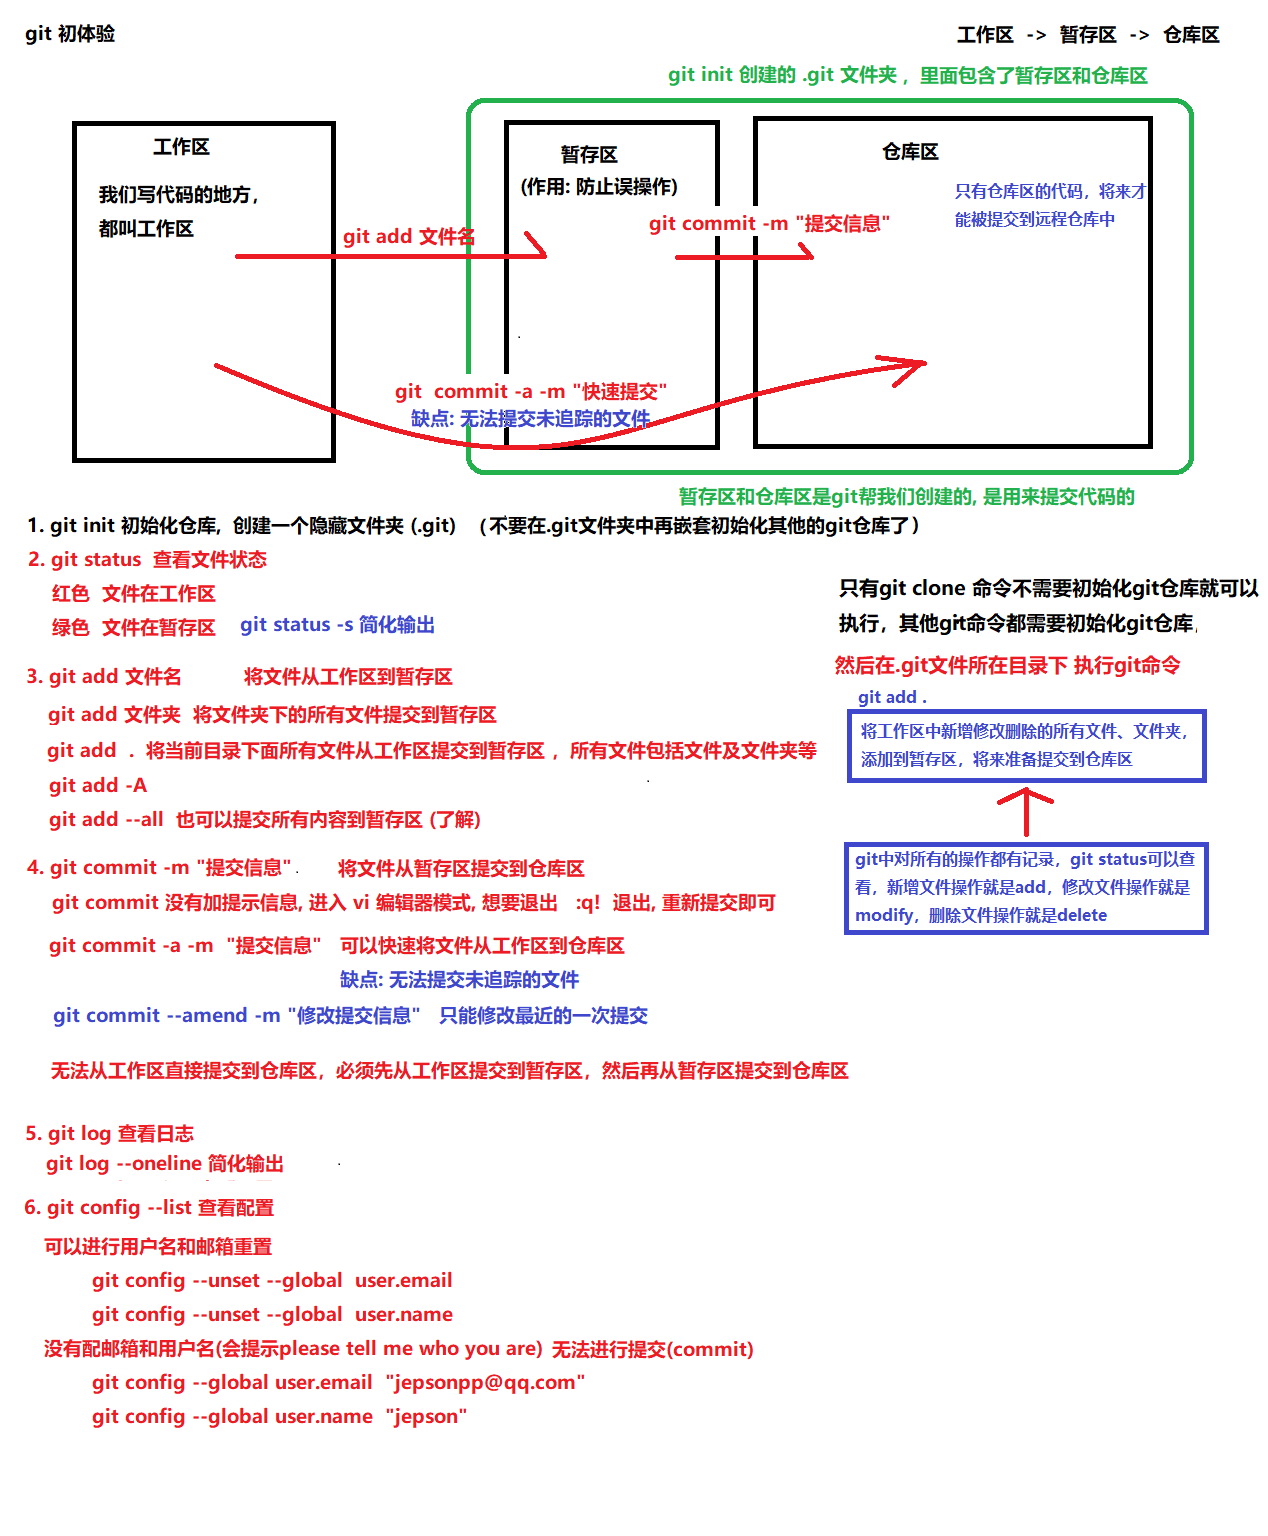 git 初体验
工作区 -> 暂存区 -> 仓库区
git init 创建的 .git 文件夹 ，里面包含了暂存区和仓库区
工作区
我们写代码的地方，
都叫工作区
暂存区
(作用: 防止误操作)
仓库区
只有仓库区的代码，将来才
能被提交到远程仓库中
git add 文件名
git commit -m "提交信息"
git commit -a -m "快速提交"
缺点: 无法提交未追踪的文件
暂存区和仓库区是git帮我们创建的, 是用来提交代码的
1. git init 初始化仓库, 创建一个隐藏文件夹 (.git) （不要在.git文件夹中再嵌套初始化其他的git仓库了）
2. git status 查看文件状态
红色 文件在工作区
绿色 文件在暂存区 git status -s 简化输出
3. git add 文件名 将文件从工作区到暂存区
git add 文件夹 将文件夹下的所有文件提交到暂存区
git add . 将当前目录下面所有文件从工作区提交到暂存区 ，所有文件包括文件及文件夹等
git add -A
git add --all 也可以提交所有内容到暂存区 (了解)
4. git commit -m "提交信息" 将文件从暂存区提交到仓库区
git commit 没有加提示信息, 进入 vi 编辑器模式, 想要退出 :q! 退出, 重新提交即可
git commit -a -m "提交信息" 可以快速将文件从工作区到仓库区
缺点: 无法提交未追踪的文件
git commit --amend -m "修改提交信息" 只能修改最近的一次提交
无法从工作区直接提交到仓库区，必须先从工作区提交到暂存区，然后再从暂存区提交到仓库区
5. git log 查看日志
git log --oneline 简化输出
6. git config --list 查看配置
可以进行用户名和邮箱重置
git config --unset --global user.email
git config --unset --global user.name
没有配邮箱和用户名(会提示please tell me who you are) 无法进行提交(commit)
git config --global user.email "jepsonpp@qq.com"
git config --global user.name "jepson"
只有git clone 命令不需要初始化git仓库就可以
执行，其他git命令都需要初始化git仓库,
然后在.git文件所在目录下 执行git命令
git add .
将工作区中新增修改删除的所有文件、文件夹，
添加到暂存区，将来准备提交到仓库区
git中对所有的操作都有记录，git status可以查
看，新增文件操作就是add，修改文件操作就是
modify，删除文件操作就是delete